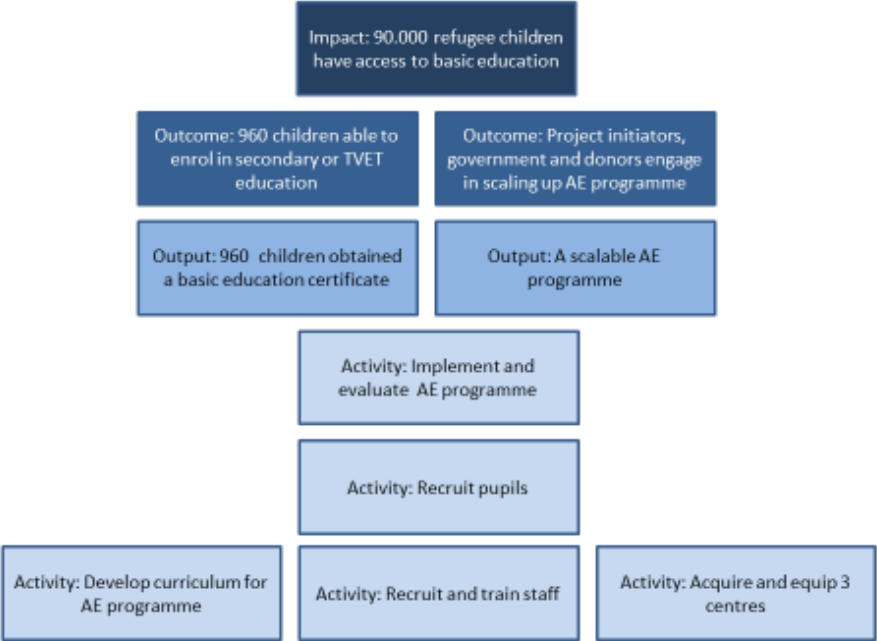 Impact: 90.000 refugee children
have access to basic education
Outcome: 960 children able to
enrol in secondary or TVET
education
Outcome: Project initiators,
government and donors engage
in scaling up AE programme
Output: 960 children obtained
a basic education certificate
Output: A scalable AE
programme
Activity: Implement and
evaluate AE programme
Activity: Recruit pupils
Activity: Develop curriculum for
AE programme
Activity: Recruit and train staff
Activity: Acquire and equip 3
centres